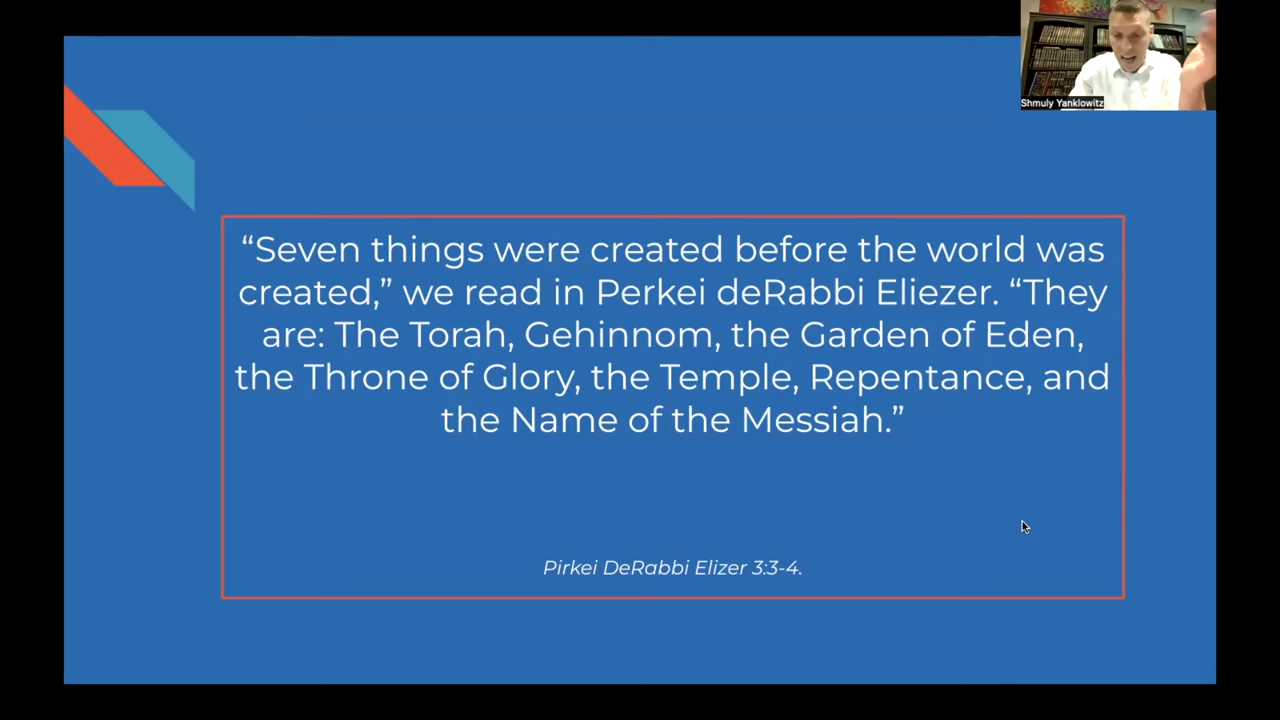 Shmuly Yanklowitz
“Seven things were created before the world was
created,” we read in Perkei deRabbi Eliezer. “They
are: The Torah, Gehinnom, the Garden of Eden,
the Throne of Glory, the Temple, Repentance, and
the Name of the Messiah.”
Pirkei DeRabbi Elizer 3:3-4.